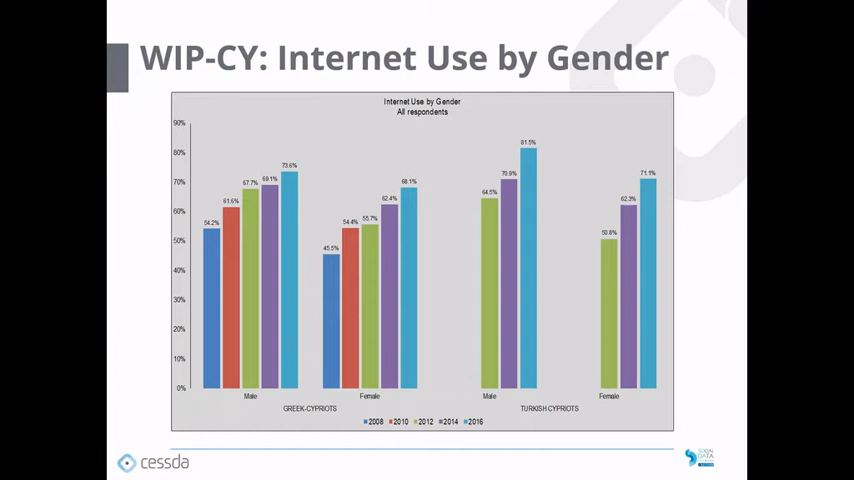 WIP-CY: Internet Use by Gender
Internet Use by Gender
All respondents
90%
80%
70%
60%
50%
40%
30%
20%
10%
0%
54.2%
61.6%
67.7%
69.1%
73.6%
45.5%
54.4%
55.7%
62.4%
68.1%
64.5%
70.9%
81.5%
50.8%
62.3%
71.1%
Male
Female
Male
Female
GREEK-CYPRIOTS
TURKISH CYPRIOTS
2008 2010 2012 2014 2016
cessda
SOCIAL
DATA